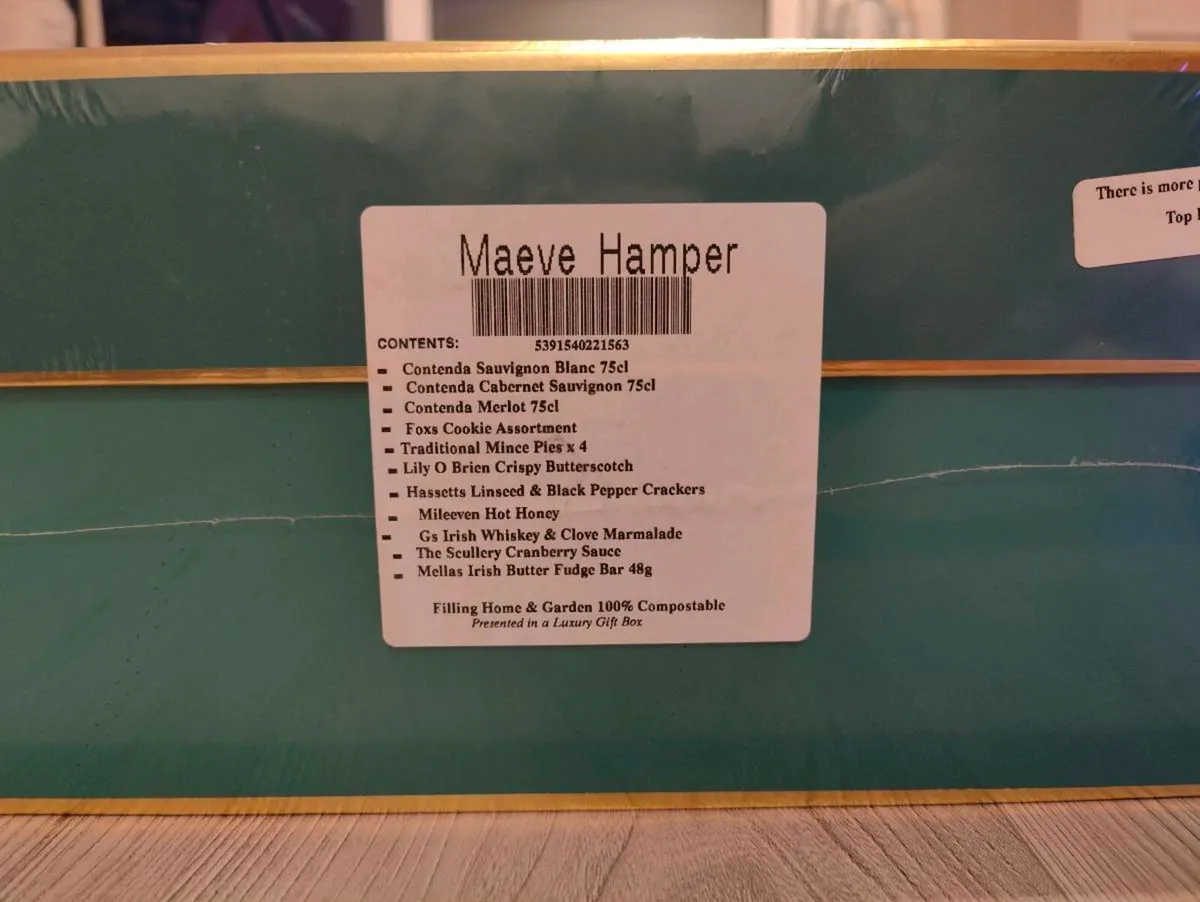 Maeve Hamper
CONTENTS:
5391540221563
- Contenda Sauvignon Blanc 75cl
- Contenda Cabernet Sauvignon 75cl
- Contenda Merlot 75cl
- Foxs Cookie Assortment
- Traditional Mince Pies x 4
- Lily O Brien Crispy Butterscotch
- Hassetts Linseed & Black Pepper Crackers
- Mileeven Hot Honey
- Gs Irish Whiskey & Clove Marmalade
- The Scullery Cranberry Sauce
- Mellas Irish Butter Fudge Bar 48g
Filling Home & Garden 100% Compostable
Presented in a Luxury Gift Box
There is more
Top